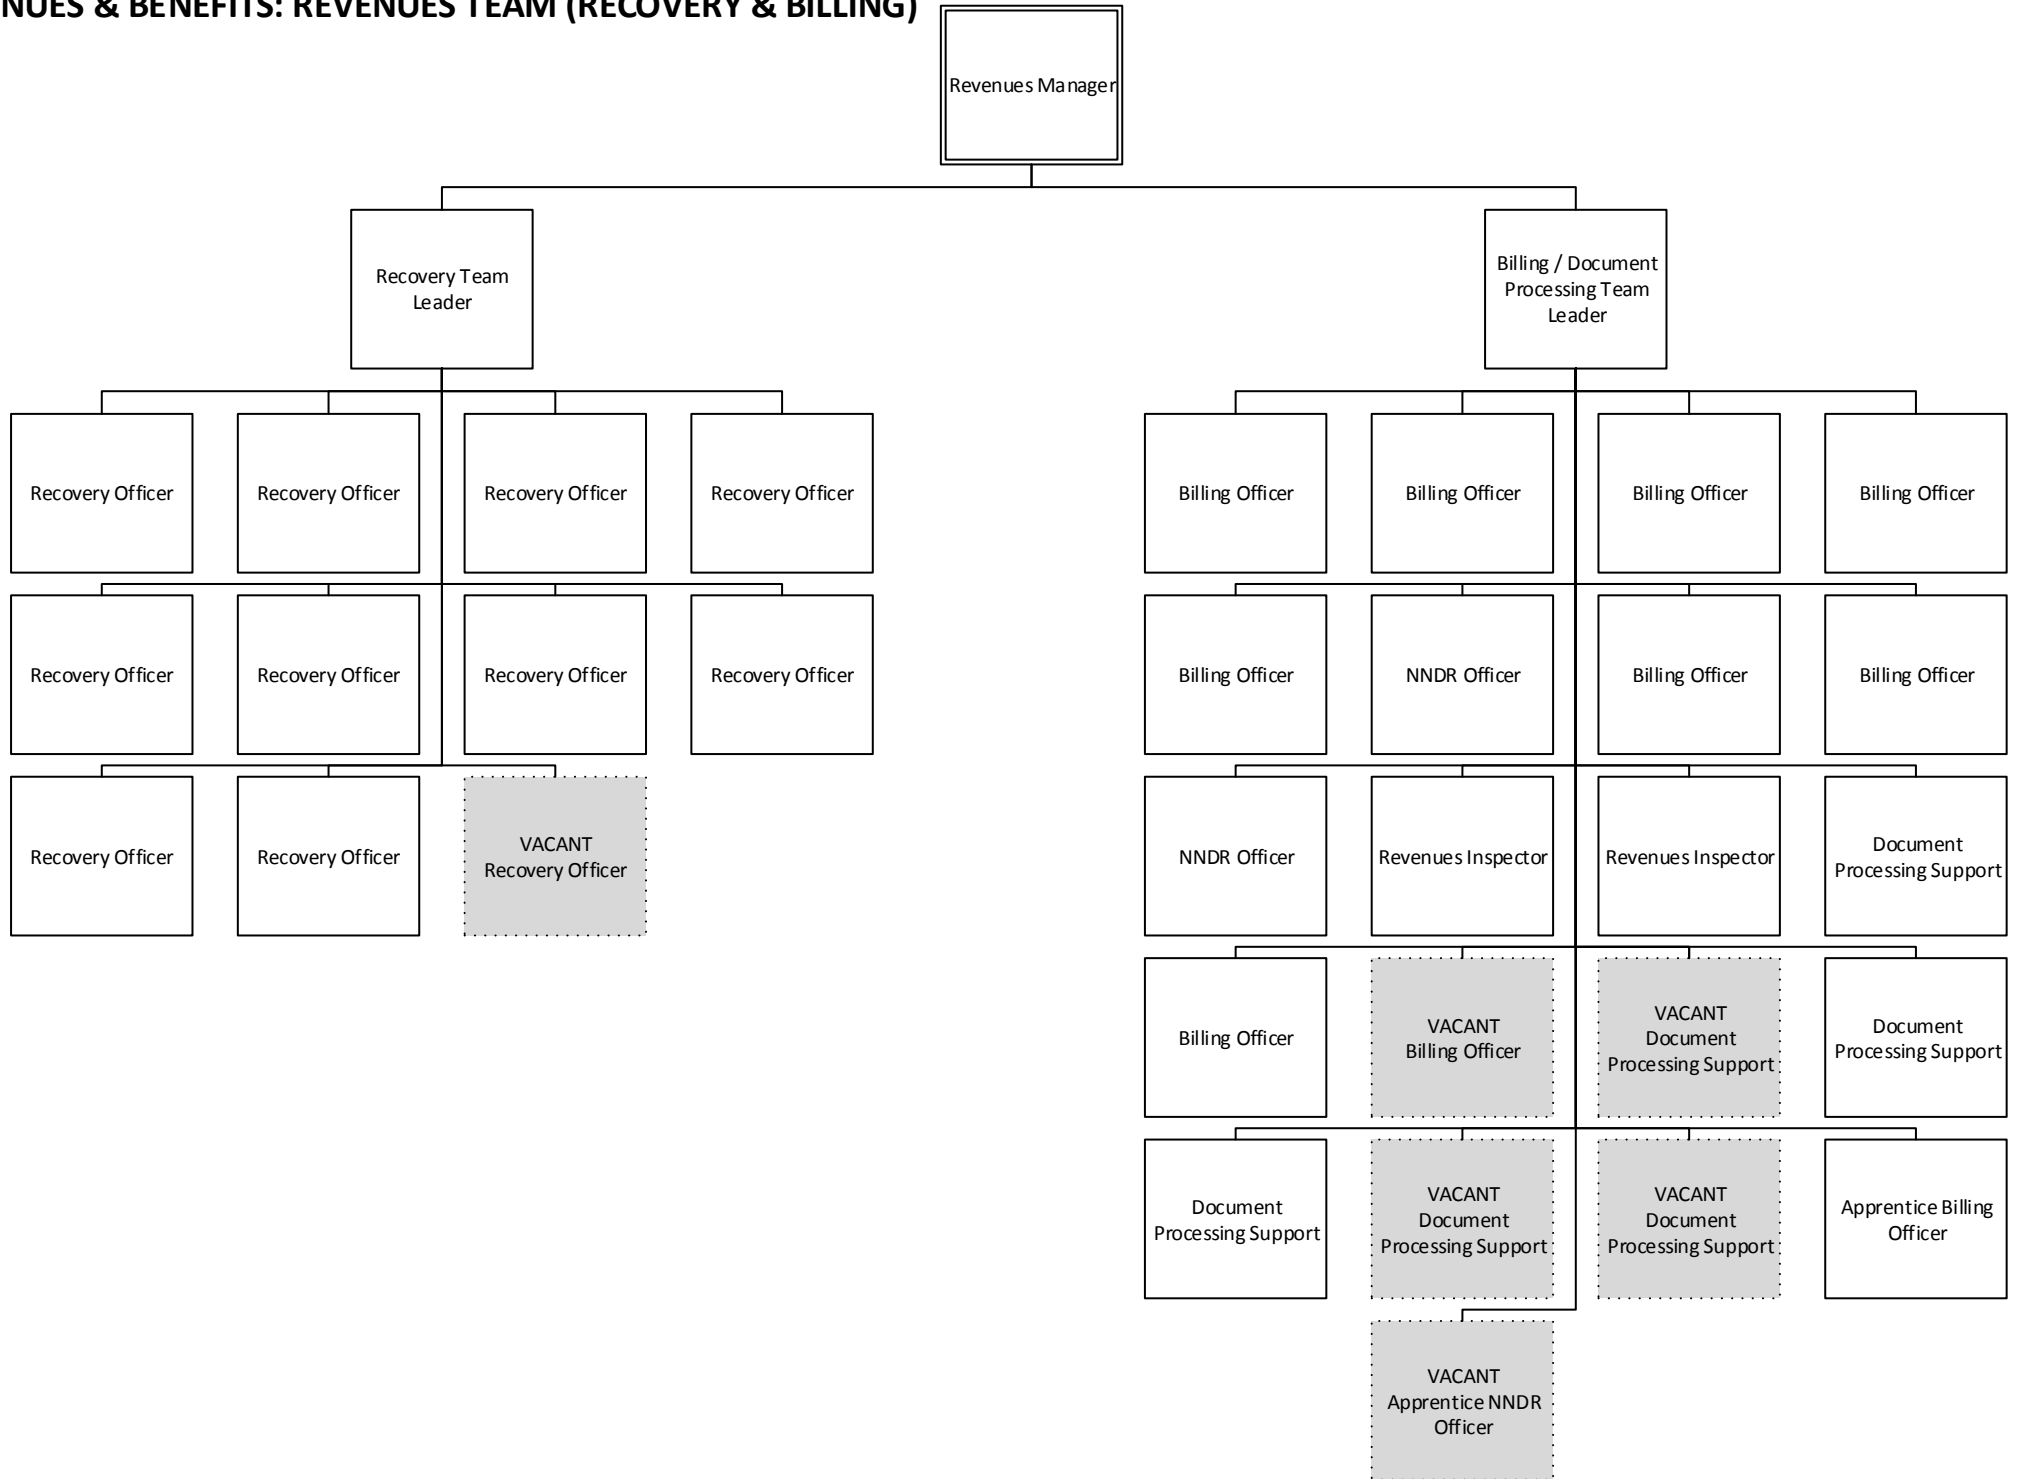 NUES & BENEFITS: REVENUES TEAM (RECOVERY & BILLING)
Revenues Manager
Recovery Team
Leader
Billing / Document
Processing Team
Leader
Recovery Officer
Recovery Officer
Recovery Officer
Recovery Officer
Billing Officer
Billing Officer
Billing Officer
Billing Officer
Recovery Officer
Recovery Officer
Recovery Officer
Recovery Officer
Billing Officer
NNDR Officer
Billing Officer
Billing Officer
Recovery Officer
Recovery Officer
VACANT
Recovery Officer
NNDR Officer
Revenues Inspector
Revenues Inspector
Document
Processing Support
Billing Officer
VACANT
Billing Officer
VACANT
Document
Processing Support
Document
Processing Support
Document
Processing Support
VACANT
Document
Processing Support
VACANT
Document
Processing Support
Apprentice Billing
Officer
VACANT
Apprentice NNDR
Officer